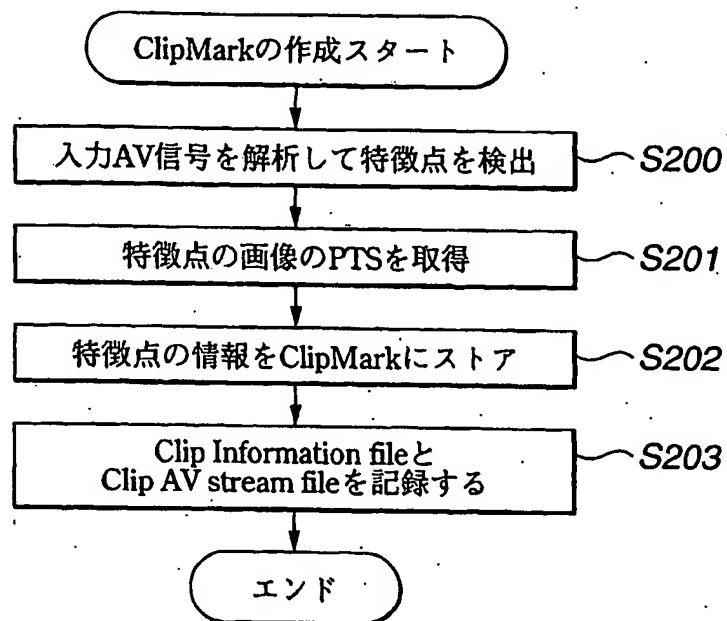 ClipMarkの作成スタート
入力AV信号を解析して特徴点を検出
S200
特徴点の画像のPTSを取得
S201
特徴点の情報をClipMarkにストア
S202
Clip Information fileと
Clip AV stream fileを記録する
S203
エンド